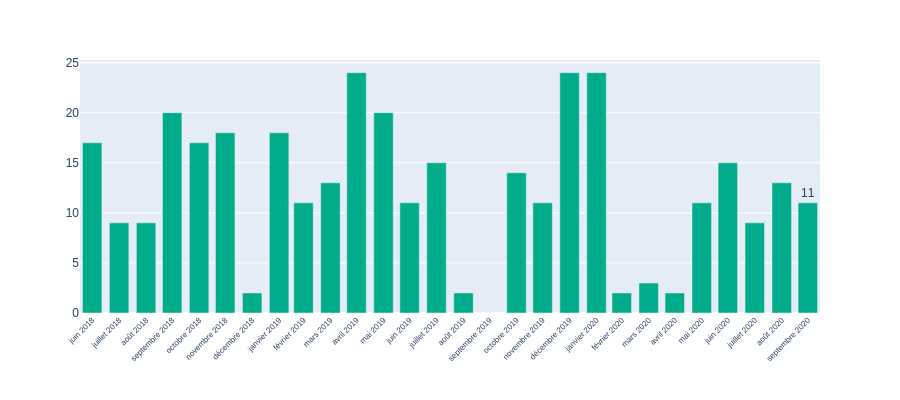 25
20
15
10
5
0
11
juin 2018
juillet 2018
août 2018
septembre 2018
octobre 2018
novembre 2018
décembre 2018
janvier 2019
février 2019
mars 2019
avril 2019
mai 2019
juin 2019
juillet 2019
août 2019
septembre 2019
octobre 2019
novembre 2019
décembre 2019
janvier 2020
février 2020
mars 2020
avril 2020
mai 2020
juin 2020
juillet 2020
août 2020
septembre 2020